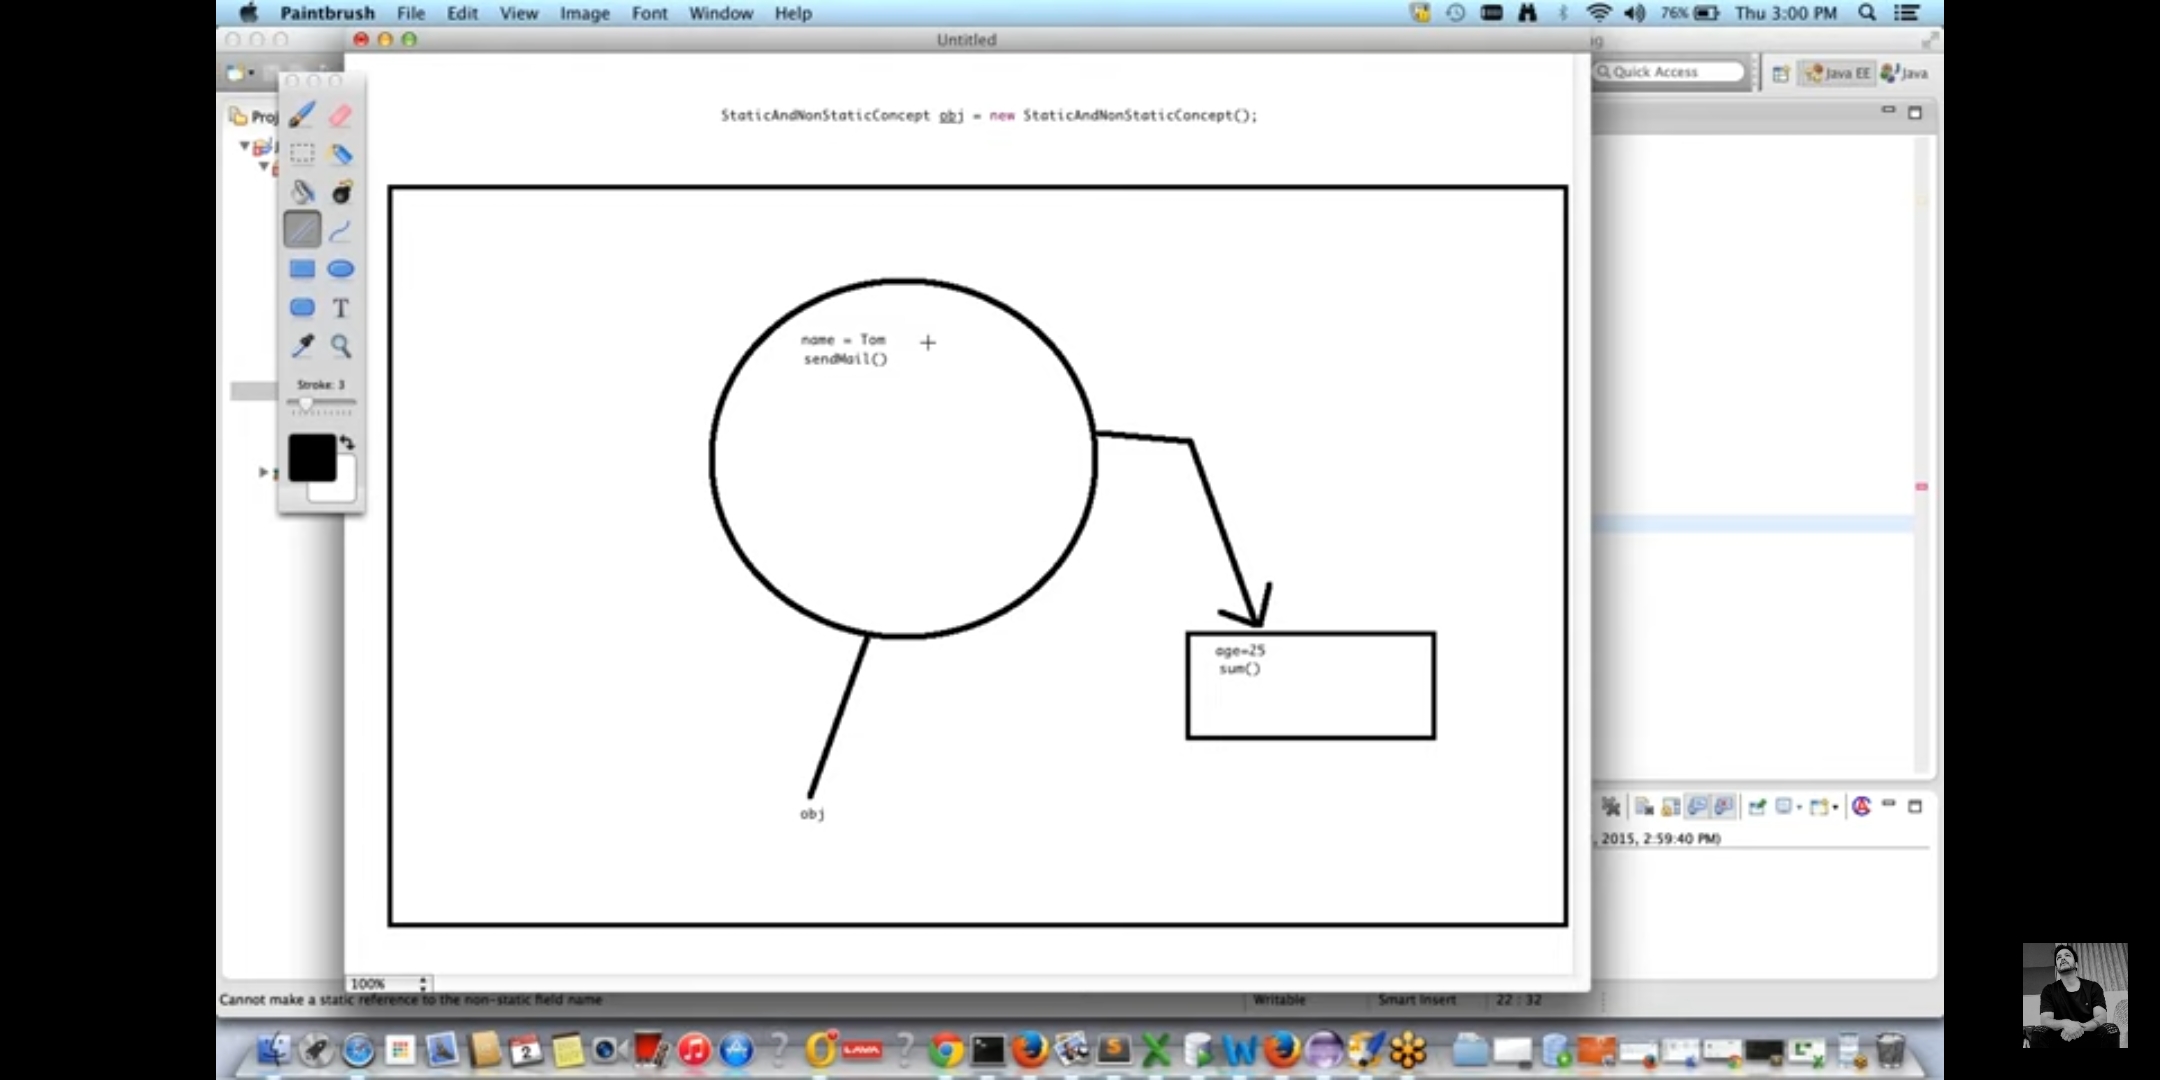 Paintbrush File Edit View Image Font Window Help 76% Thu 3:00 PM
Untitled
Quick Access Java EE Java
StaticAndNonStaticConcept obj = new StaticAndNonStaticConcept();
Proj
name = Tom
sendMail()
T
Stroke: 3
age=25
sum()
obj
, 2015, 2:59:40 PM)
100%
Cannot make a static reference to the non-static field name Writable Smart Insert 22 : 32
2 LAVA S X W